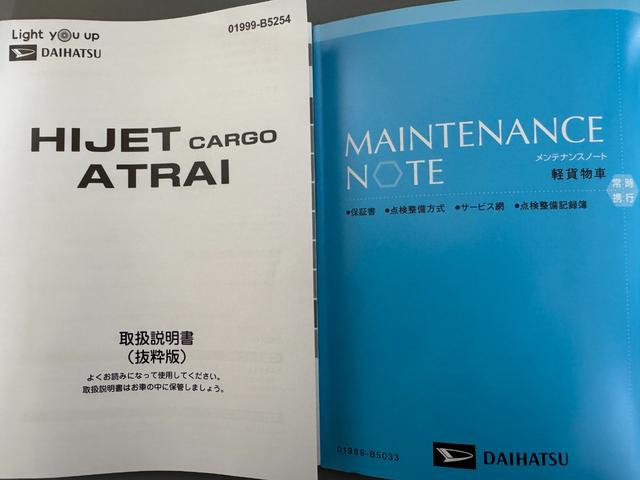 Light you up
DAIHATSU
01999-B5254
HIJET CARGO
ATRAI
取扱説明書
（抜粋版）
よくお読みになって使用してください。
取扱説明書はお車の中に保管しましょう。
MAINTENANCE
NOTE
メンテナンスノート
軽貨物車
常時
携行
●保証書 ●点検整備方式 ●サービス網 ●点検整備記録簿
01989-B5033
DAIHATSU